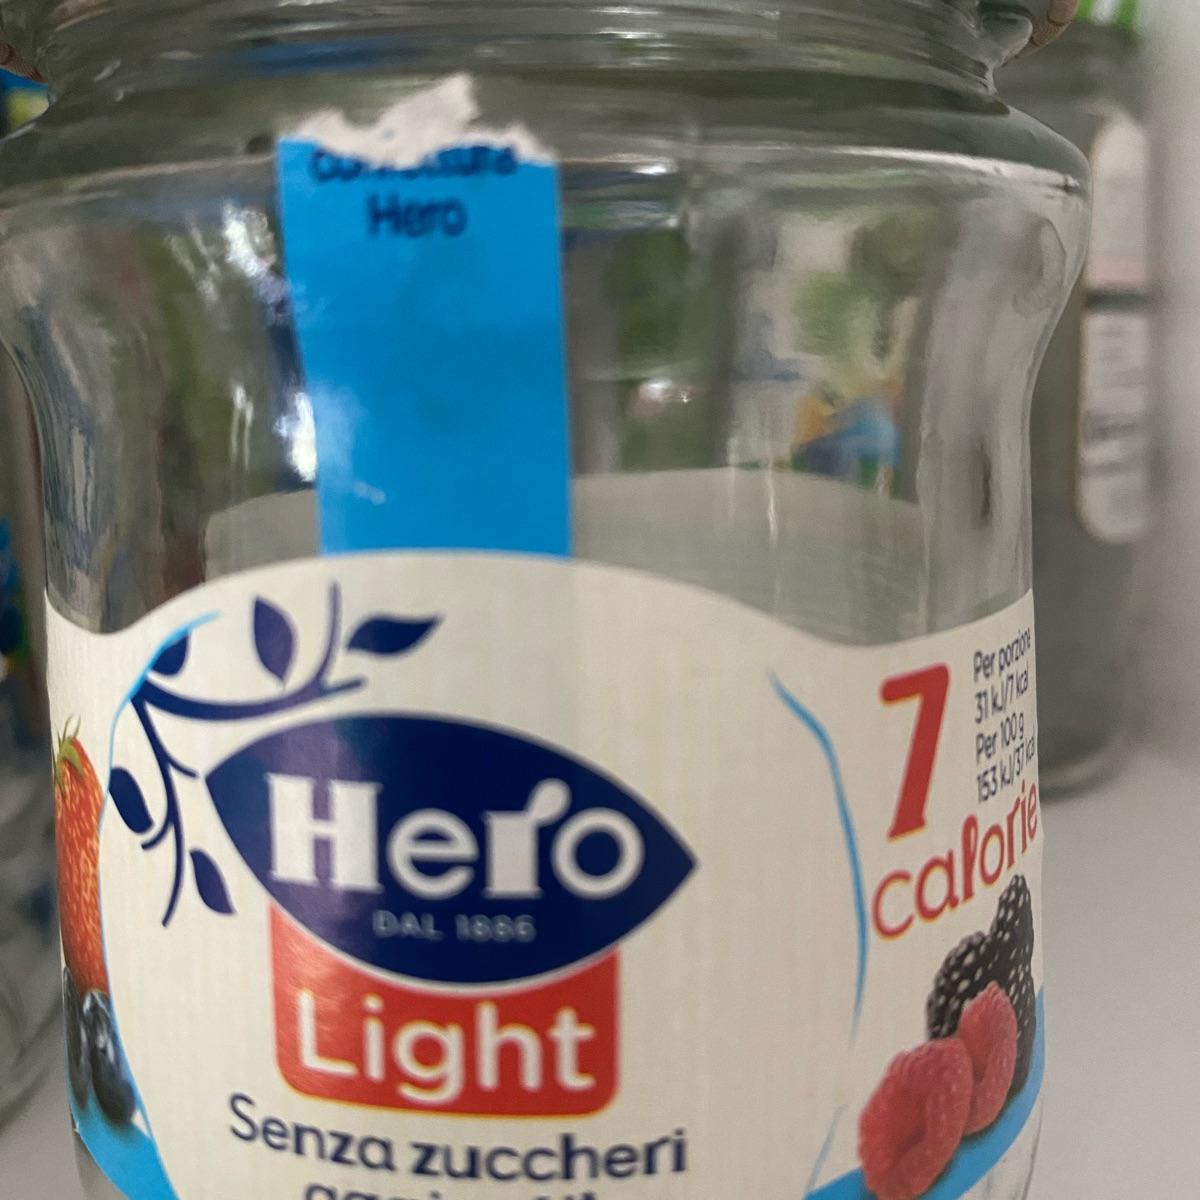 Hero
Hero
DAL 1886
Light
Senza zuccheri
7
calorie
Per porzione
31 kJ/7 kcal
Per 100 g
153 kJ/37 kcal